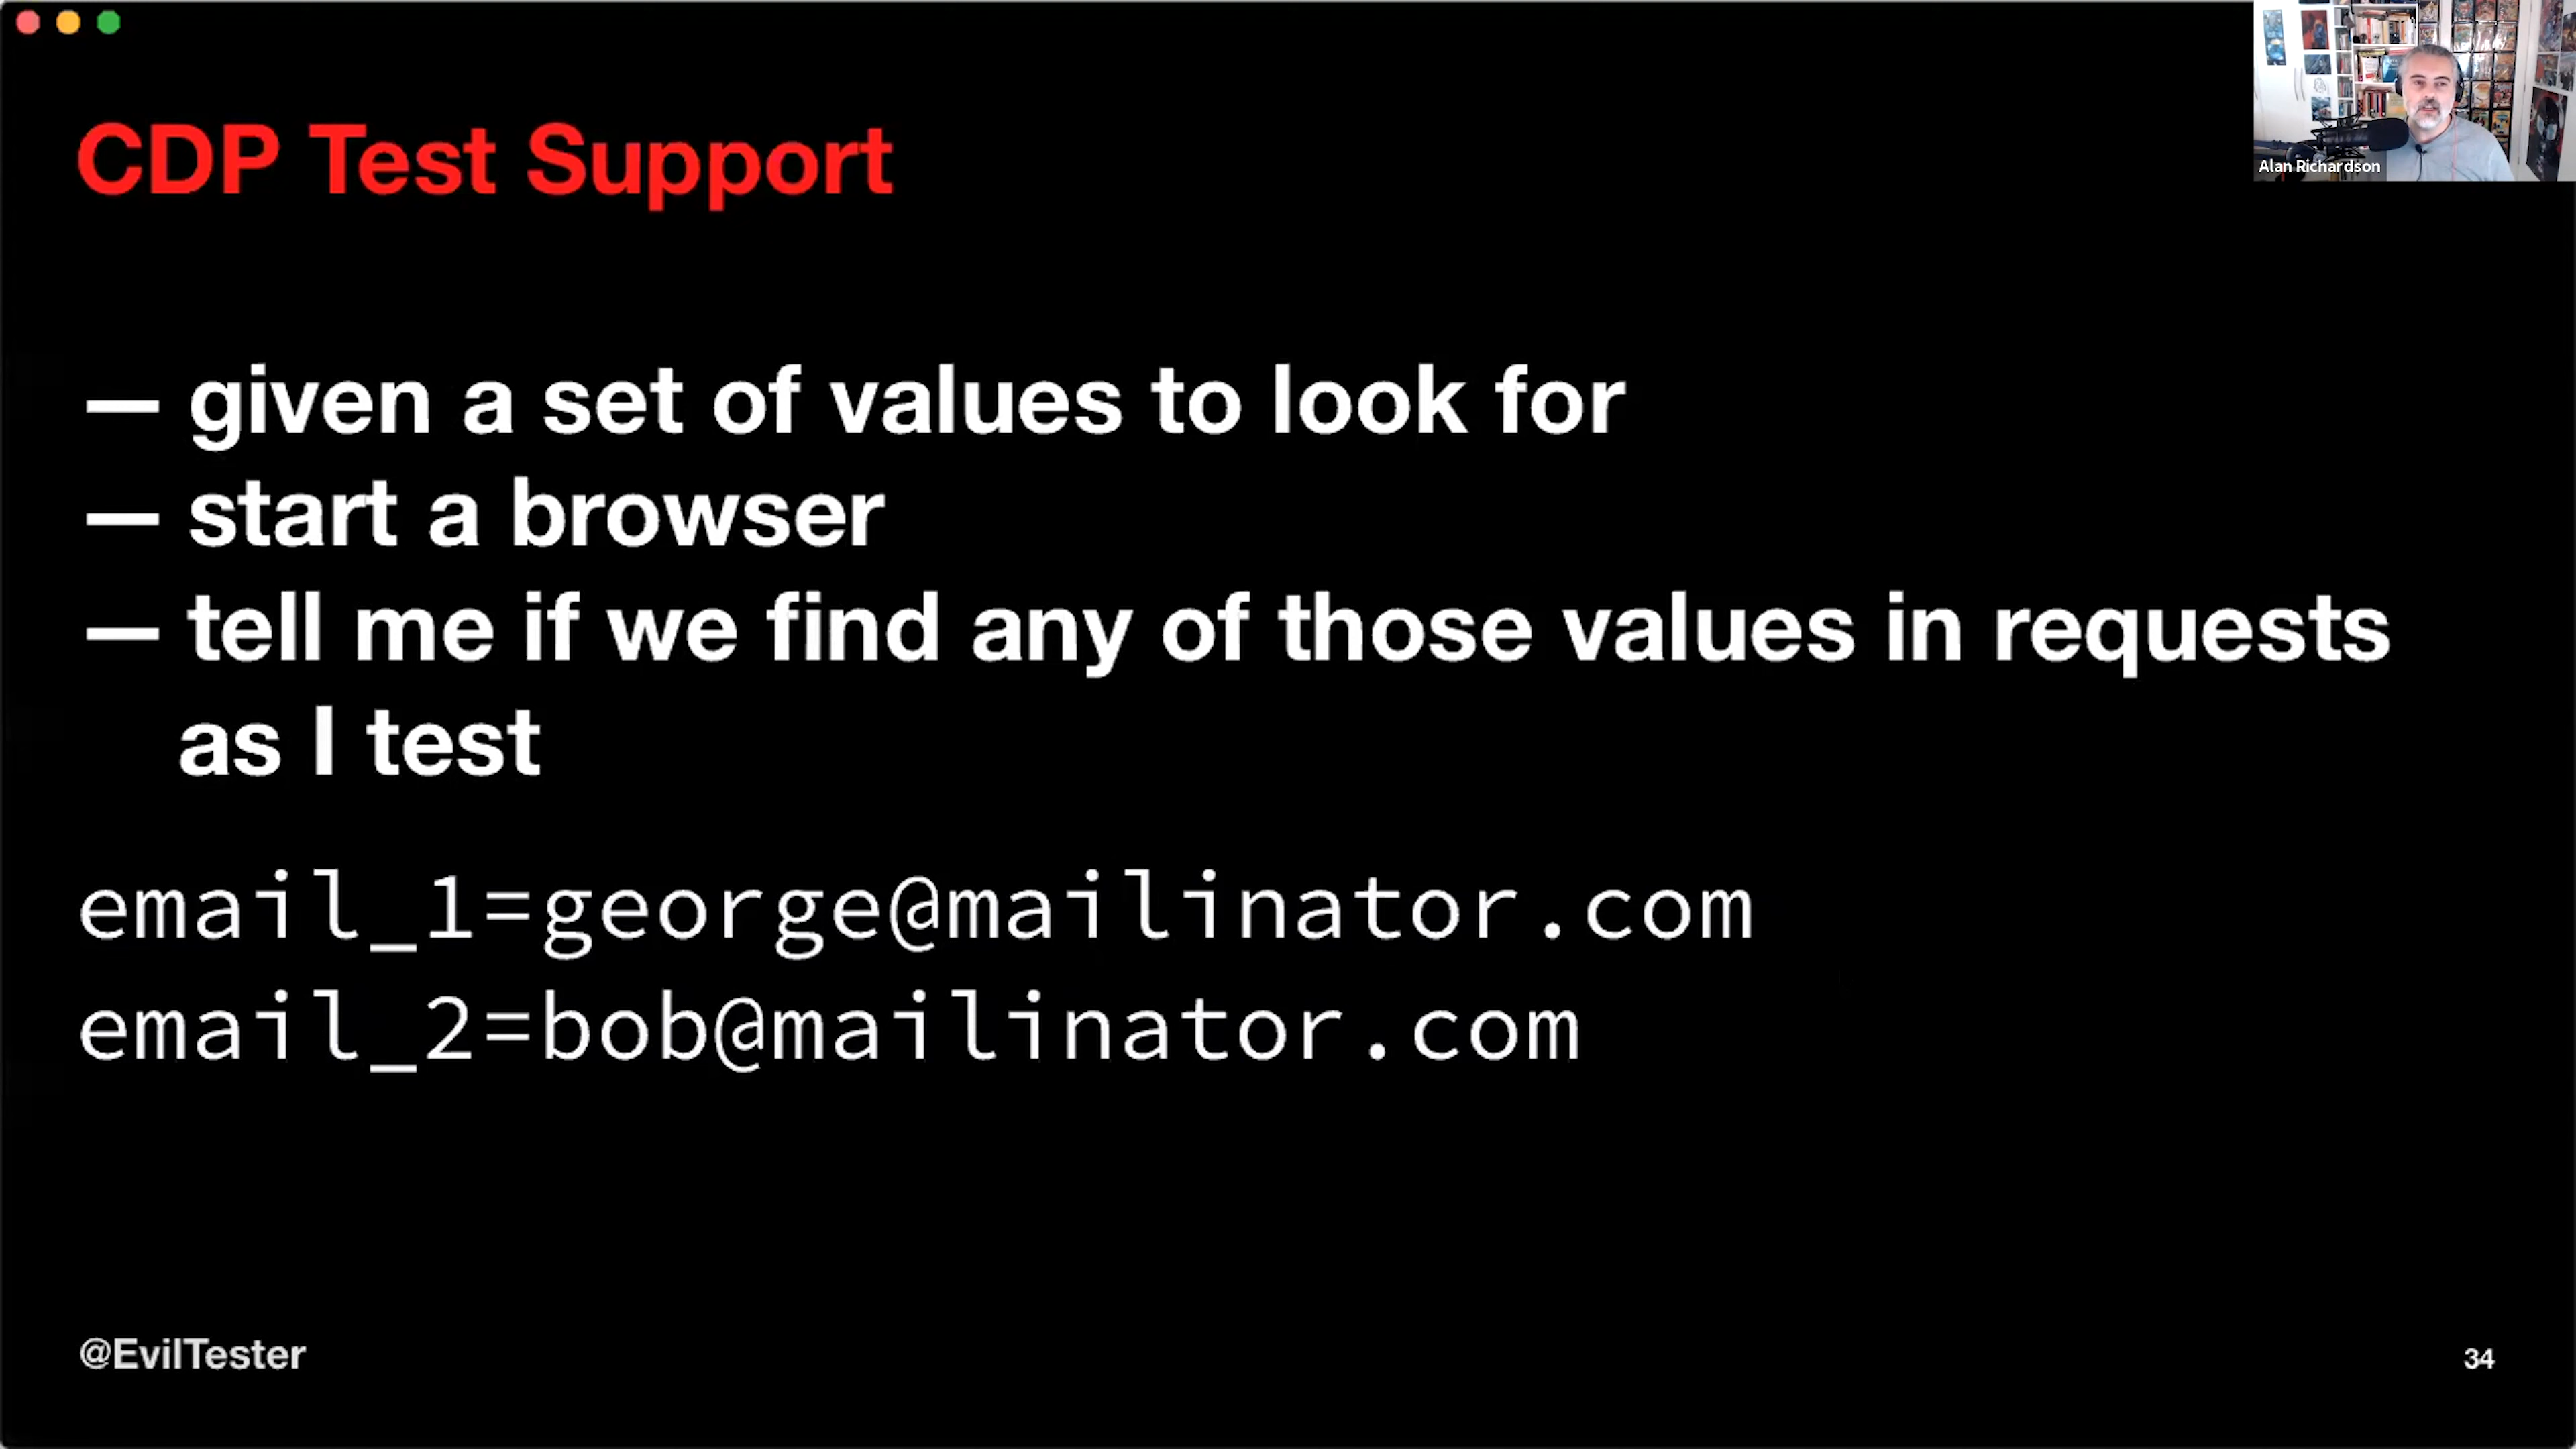 Alan Richardson
CDP Test Support
— given a set of values to look for
— start a browser
— tell me if we find any of those values in requests
as I test
email_1=george@mailinator.com
email_2=bob@mailinator.com
@EvilTester
34